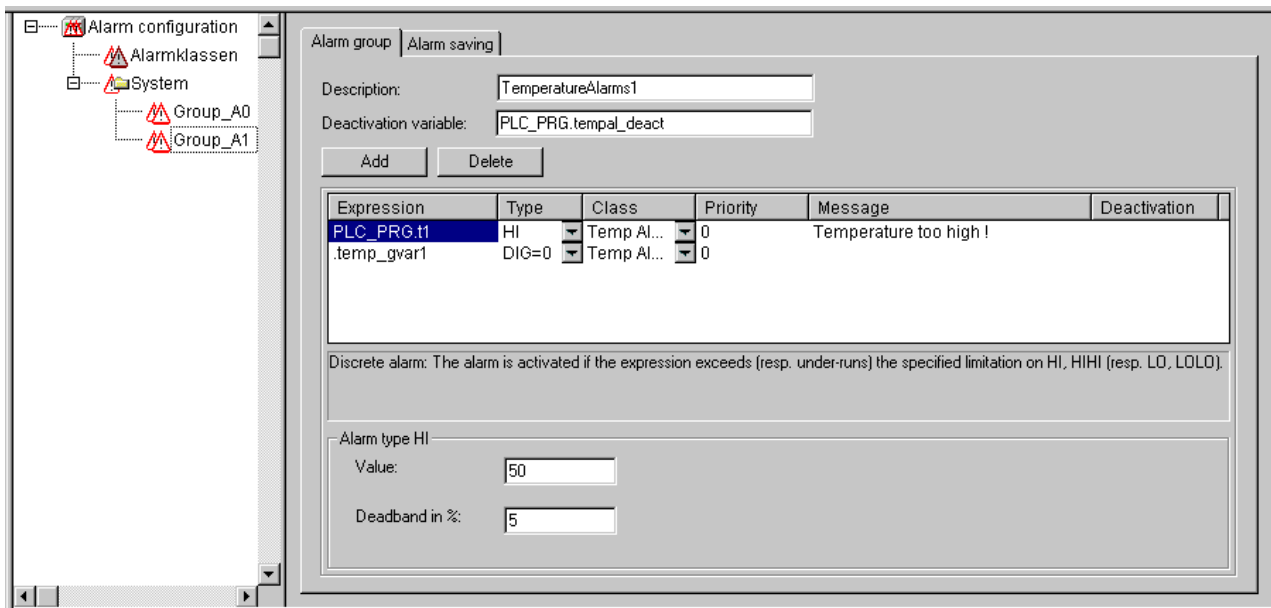 Alarm configuration
Alarmklassen
System
Group_A0
Group_A1
Alarm group Alarm saving
Description: TemperatureAlarms1
Deactivation variable: PLC_PRG.tempal_deact
Add Delete
Expression Type Class Priority Message Deactivation
PLC_PRG.t1 HI Temp Al... 0 Temperature too high !
.temp_gvar1 DIG=0 Temp Al... 0
Discrete alarm: The alarm is activated if the expression exceeds (resp. under-runs) the specified limitation on HI, HIHI (resp. LO, LOLO).
Alarm type HI
Value: 50
Deadband in %: 5